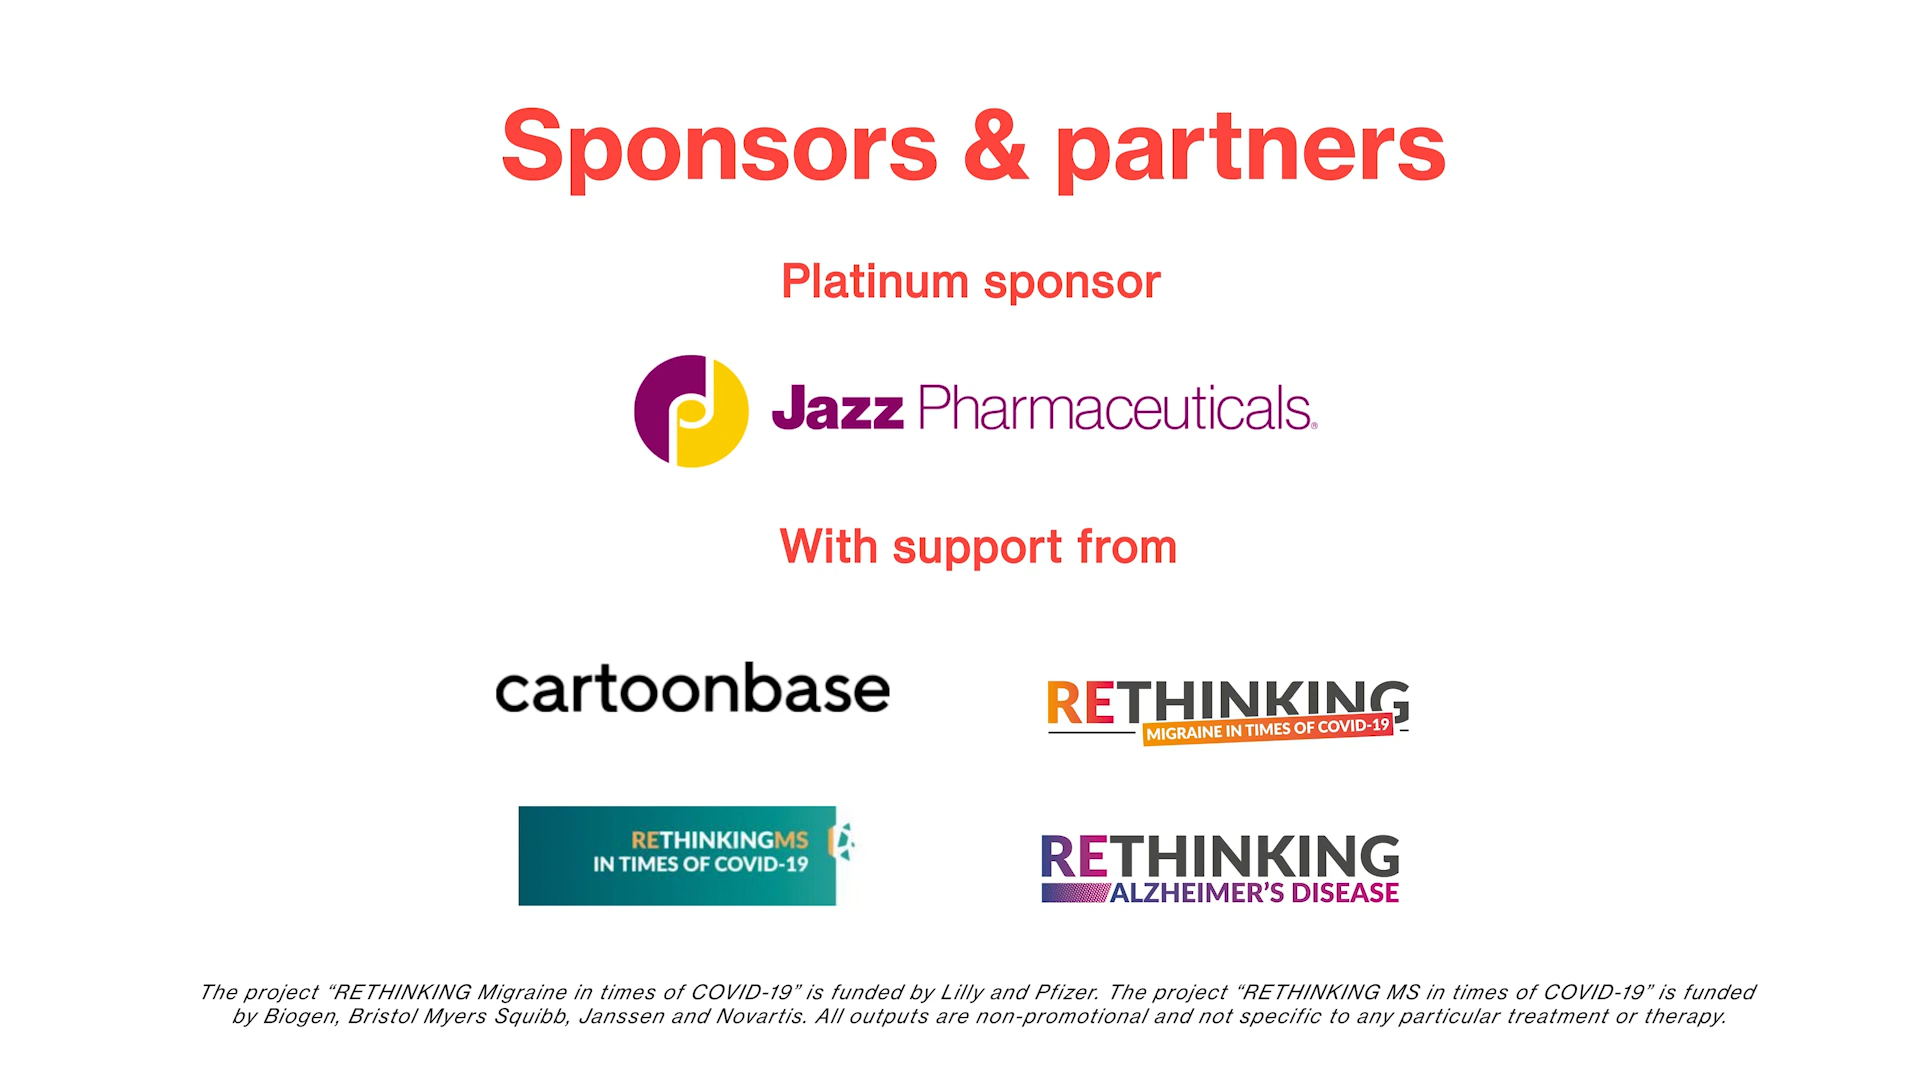 Sponsors & partners
Platinum sponsor
Jazz Pharmaceuticals®
With support from
cartoonbase
RETHINKING
MIGRAINE IN TIMES OF COVID-19
RETHINKINGMS
IN TIMES OF COVID-19
RETHINKING
ALZHEIMER'S DISEASE
The project “RETHINKING Migraine in times of COVID-19” is funded by Lilly and Pfizer. The project “RETHINKING MS in times of COVID-19” is funded
by Biogen, Bristol Myers Squibb, Janssen and Novartis. All outputs are non-promotional and not specific to any particular treatment or therapy.